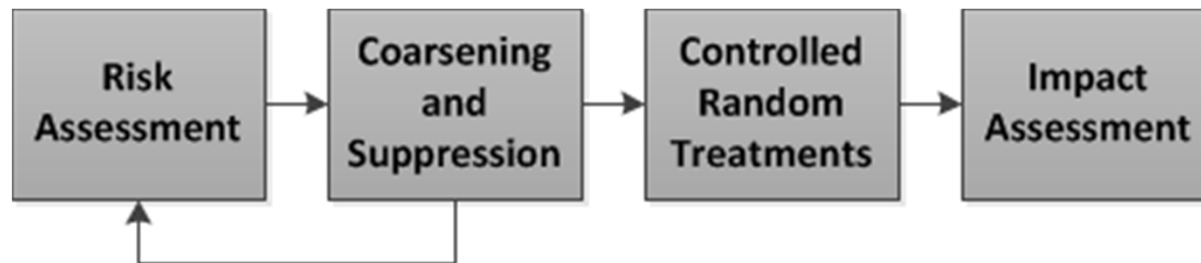 Risk
Assessment
Coarsening
and
Suppression
Controlled
Random
Treatments
Impact
Assessment